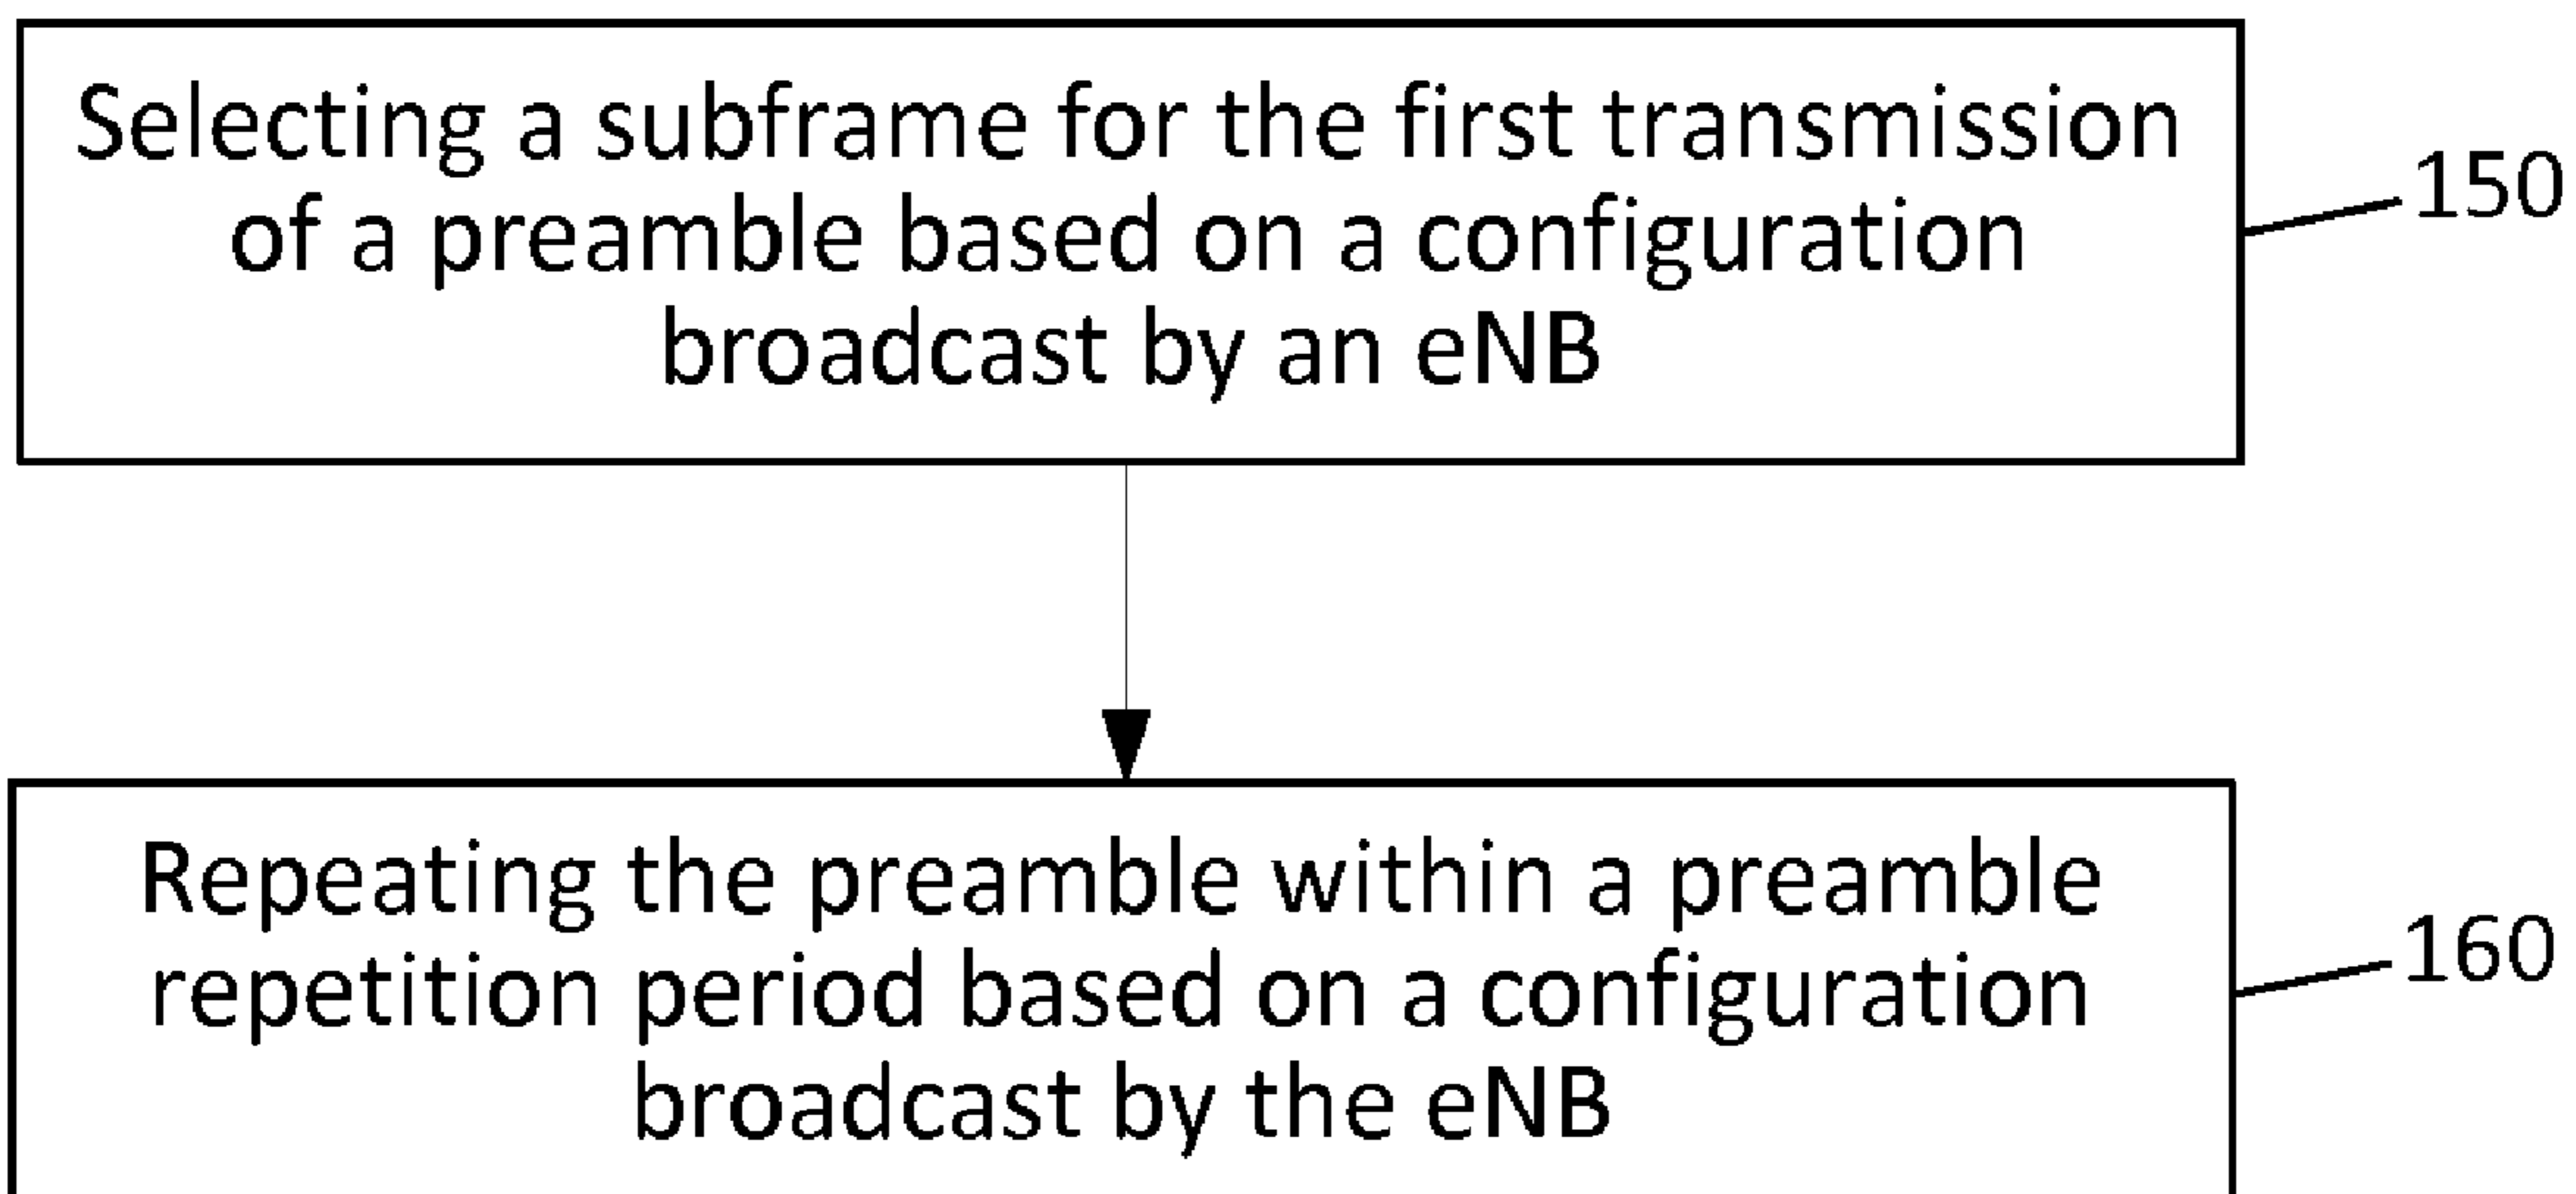 Selecting a subframe for the first transmission
of a preamble based on a configuration
broadcast by an eNB
150
Repeating the preamble within a preamble
repetition period based on a configuration
broadcast by the eNB
160